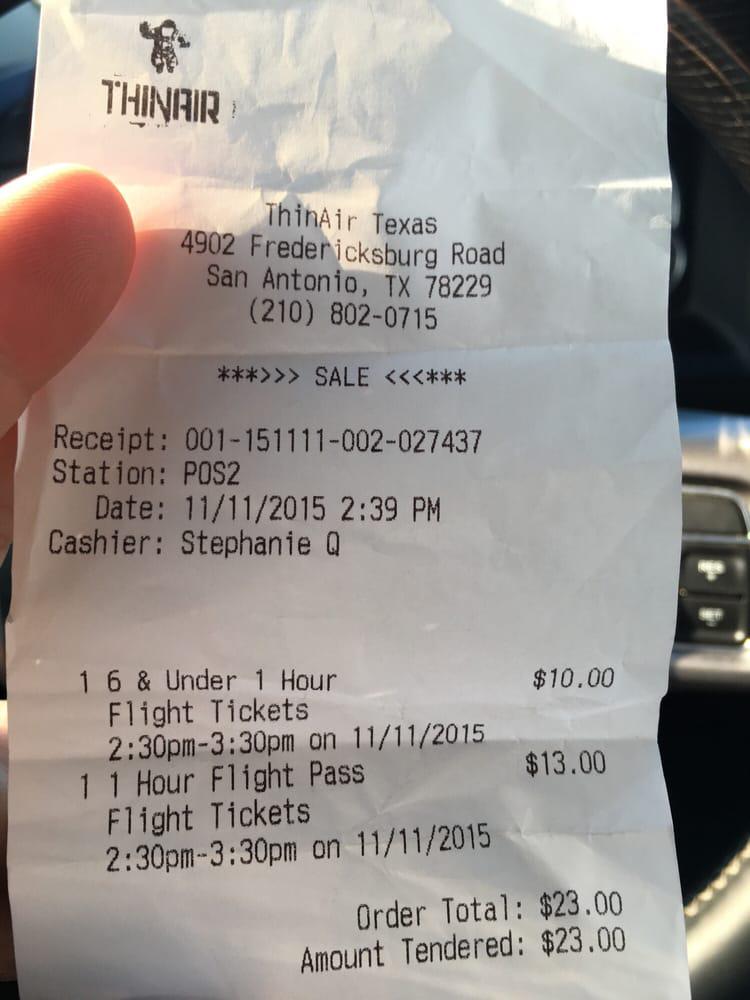 THINAIR
ThinAir Texas
4902 Fredericksburg Road
San Antonio, TX 78229
(210) 802-0715
***>>> SALE <<<***
Receipt: 001-151111-002-027437
Station: POS2
Date: 11/11/2015 2:39 PM
Cashier: Stephanie Q
1 6 & Under 1 Hour $10.00
Flight Tickets
2:30pm-3:30pm on 11/11/2015
1 1 Hour Flight Pass $13.00
Flight Tickets
2:30pm-3:30pm on 11/11/2015
Order Total: $23.00
Amount Tendered: $23.00